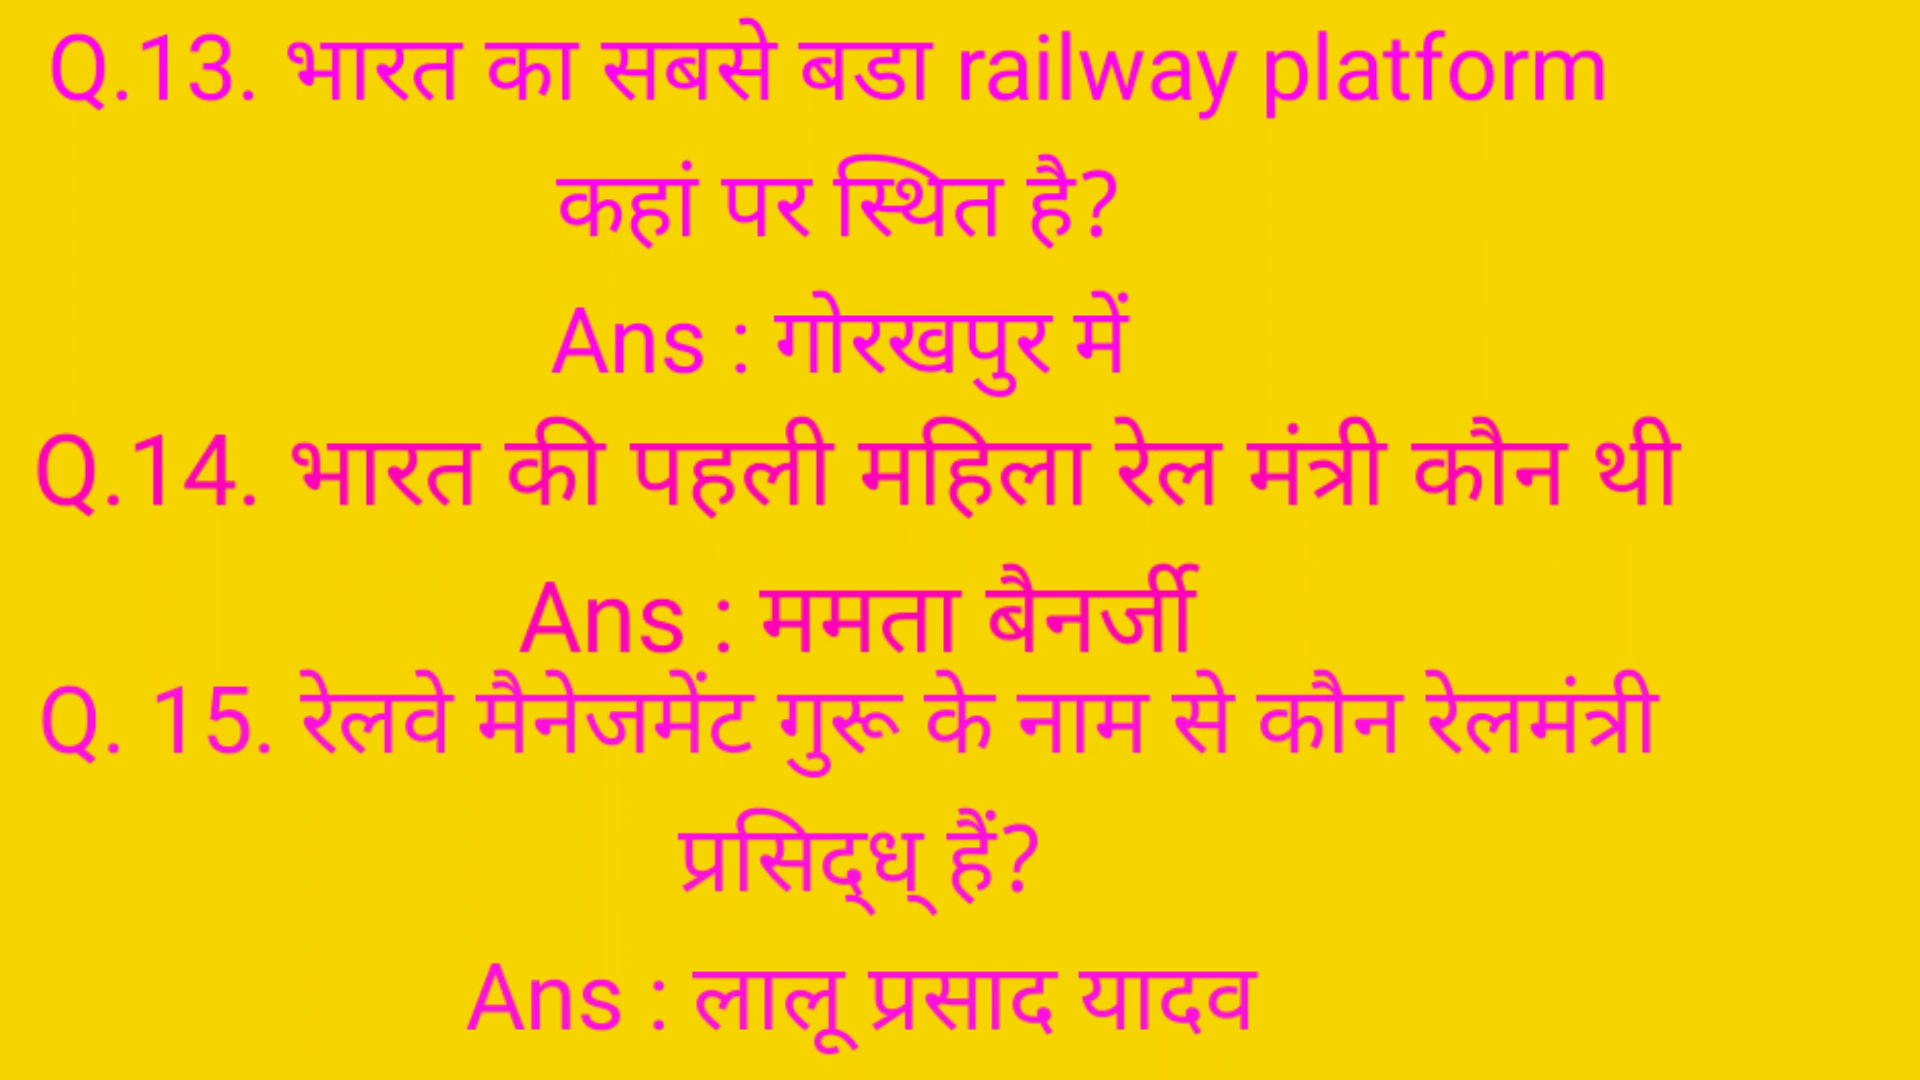 Q.13. भारत का सबसे बडा railway platform
कहां पर स्थित है?
Ans : गोरखपुर में
Q.14. भारत की पहली महिला रेल मंत्री कौन थी
Ans : ममता बैनर्जी
Q. 15. रेलवे मैनेजमेंट गुरू के नाम से कौन रेलमंत्री
प्रसिद्‌ध् हैं?
Ans : लालू प्रसाद यादव